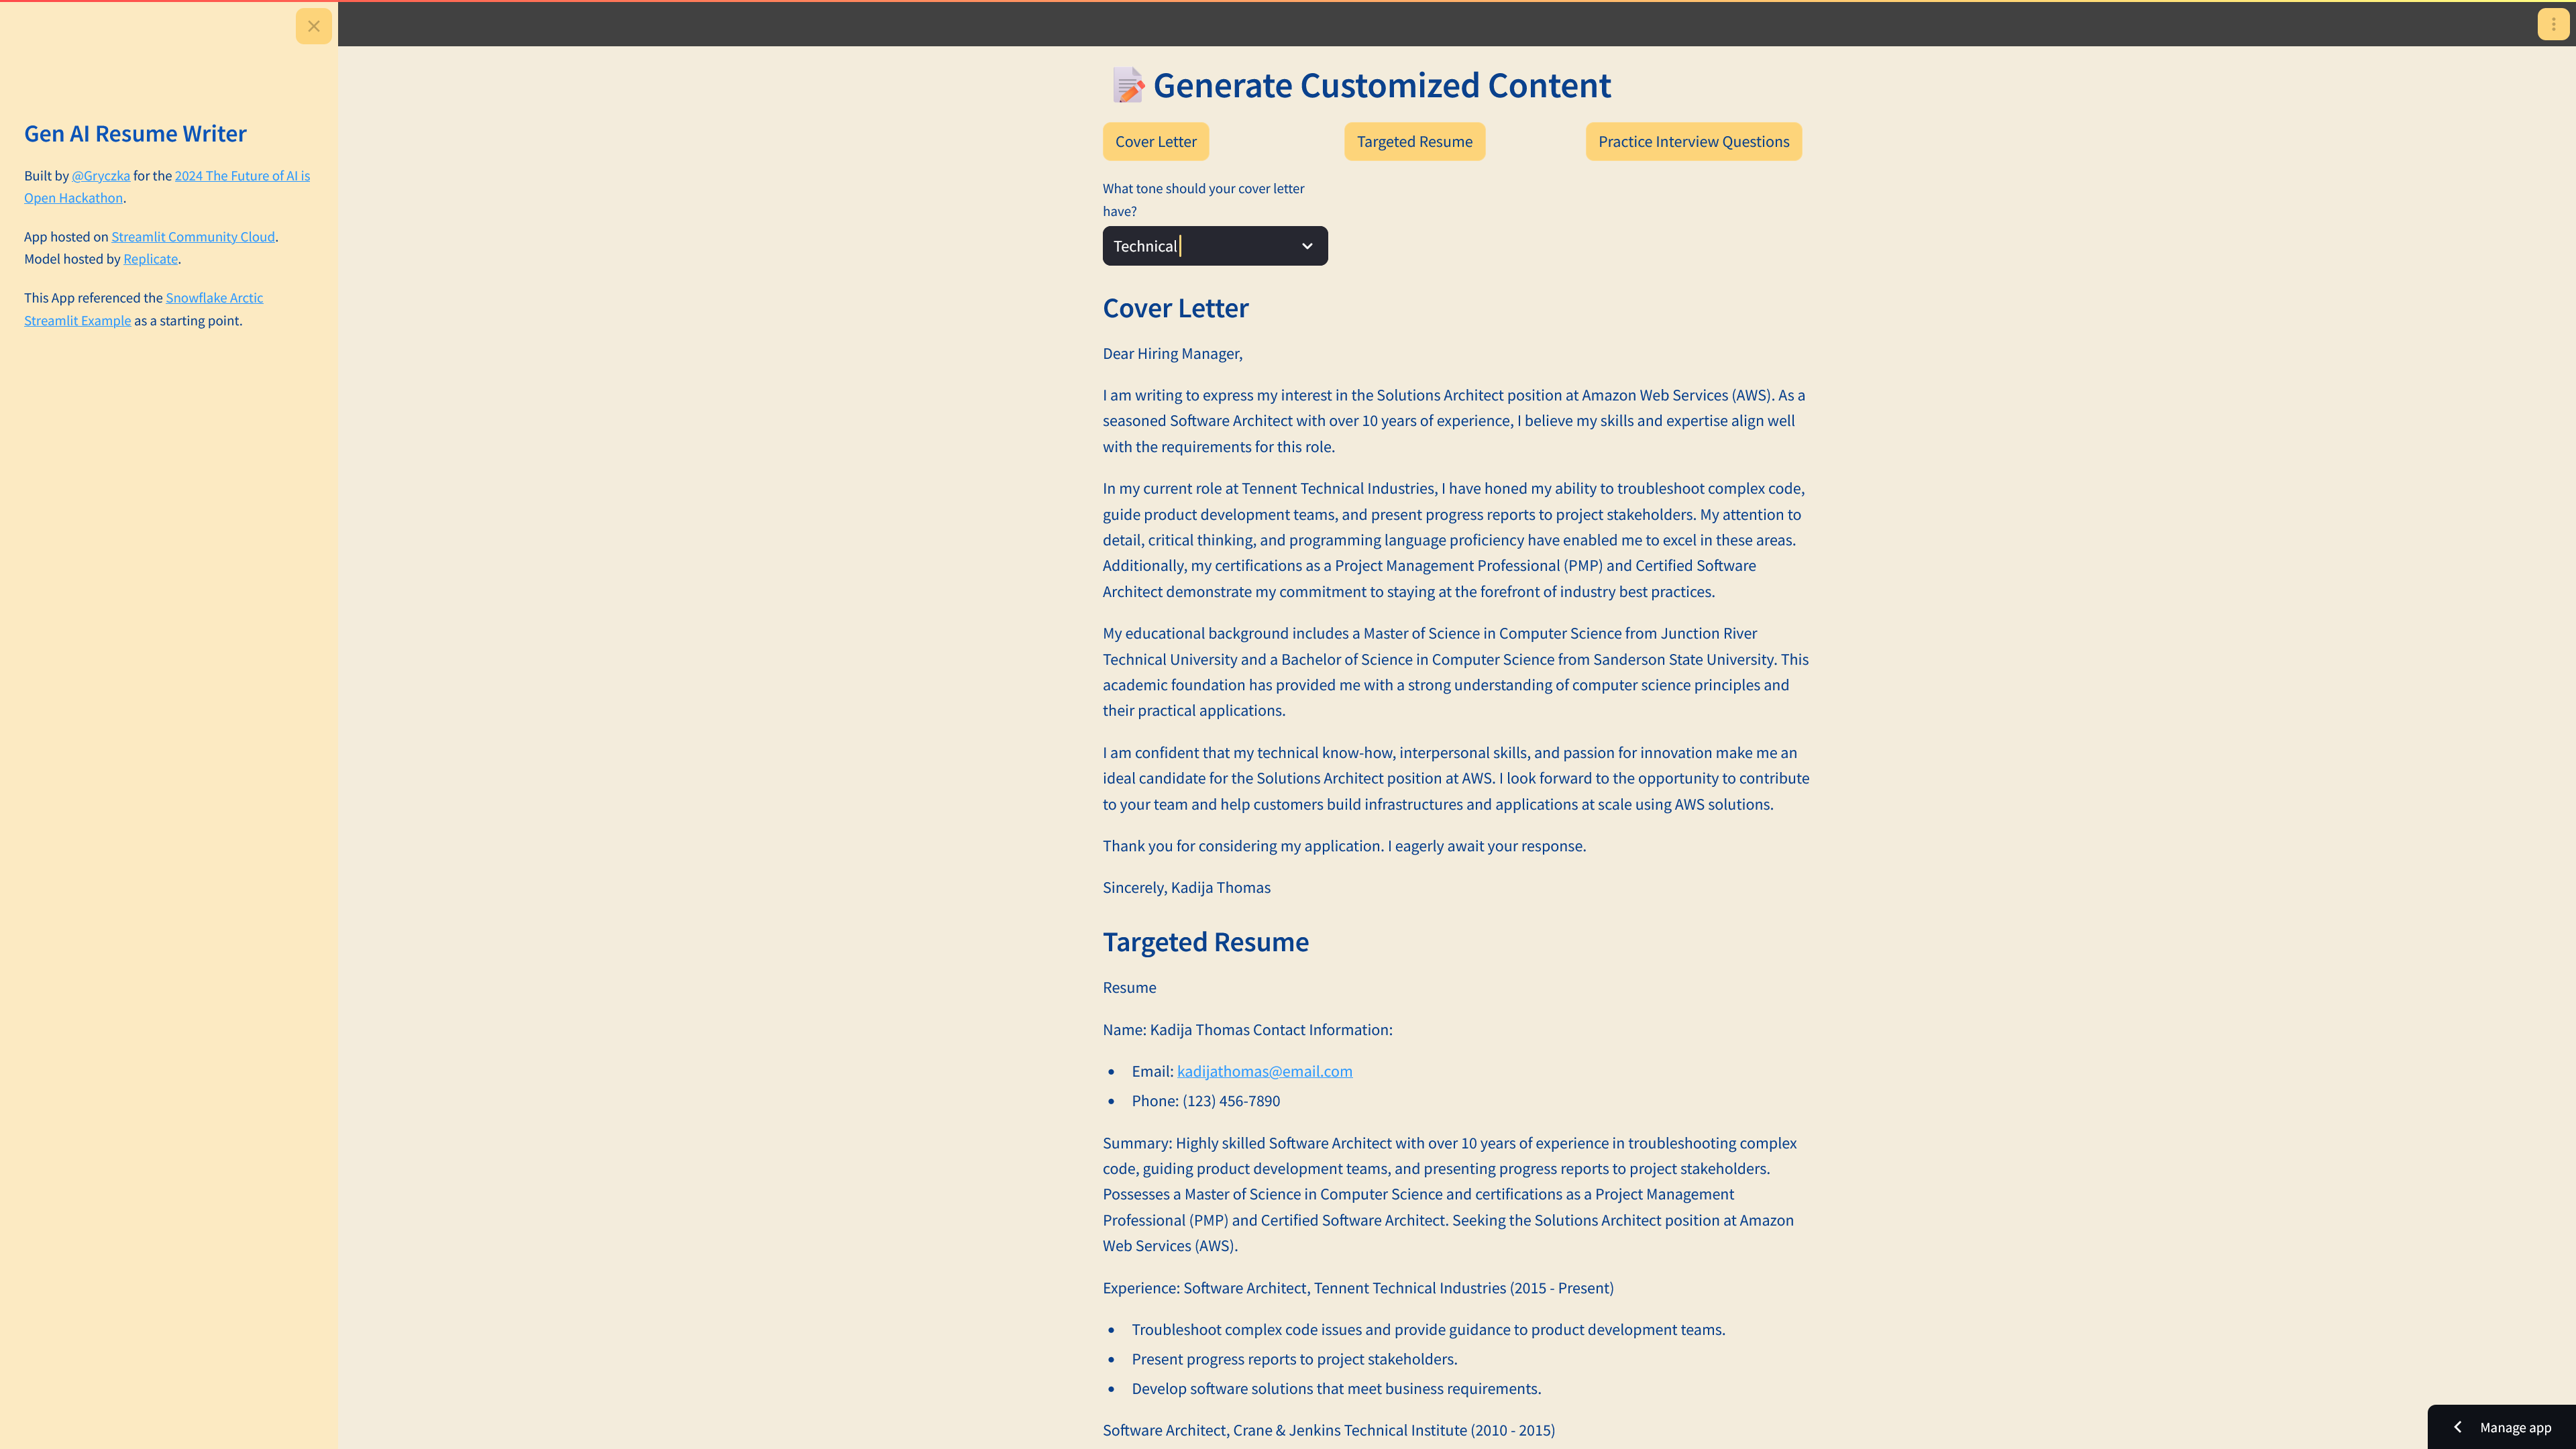 Gen AI Resume Writer
Built by @Gryczka for the 2024 The Future of AI is
Open Hackathon.
App hosted on Streamlit Community Cloud.
Model hosted by Replicate.
This App referenced the Snowflake Arctic
Streamlit Example as a starting point.
Generate Customized Content
Cover Letter
Targeted Resume
Practice Interview Questions
What tone should your cover letter
have?
Technical
Cover Letter
Dear Hiring Manager,
I am writing to express my interest in the Solutions Architect position at Amazon Web Services (AWS). As a
seasoned Software Architect with over 10 years of experience, I believe my skills and expertise align well
with the requirements for this role.
In my current role at Tennent Technical Industries, I have honed my ability to troubleshoot complex code,
guide product development teams, and present progress reports to project stakeholders. My attention to
detail, critical thinking, and programming language proficiency have enabled me to excel in these areas.
Additionally, my certifications as a Project Management Professional (PMP) and Certified Software
Architect demonstrate my commitment to staying at the forefront of industry best practices.
My educational background includes a Master of Science in Computer Science from Junction River
Technical University and a Bachelor of Science in Computer Science from Sanderson State University. This
academic foundation has provided me with a strong understanding of computer science principles and
their practical applications.
I am confident that my technical know-how, interpersonal skills, and passion for innovation make me an
ideal candidate for the Solutions Architect position at AWS. I look forward to the opportunity to contribute
to your team and help customers build infrastructures and applications at scale using AWS solutions.
Thank you for considering my application. I eagerly await your response.
Sincerely, Kadija Thomas
Targeted Resume
Resume
Name: Kadija Thomas Contact Information:
• Email: kadijathomas@email.com
• Phone: (123) 456-7890
Summary: Highly skilled Software Architect with over 10 years of experience in troubleshooting complex
code, guiding product development teams, and presenting progress reports to project stakeholders.
Possesses a Master of Science in Computer Science and certifications as a Project Management
Professional (PMP) and Certified Software Architect. Seeking the Solutions Architect position at Amazon
Web Services (AWS).
Experience: Software Architect, Tennent Technical Industries (2015 - Present)
• Troubleshoot complex code issues and provide guidance to product development teams.
• Present progress reports to project stakeholders.
• Develop software solutions that meet business requirements.
Software Architect, Crane & Jenkins Technical Institute (2010 - 2015)
Manage app